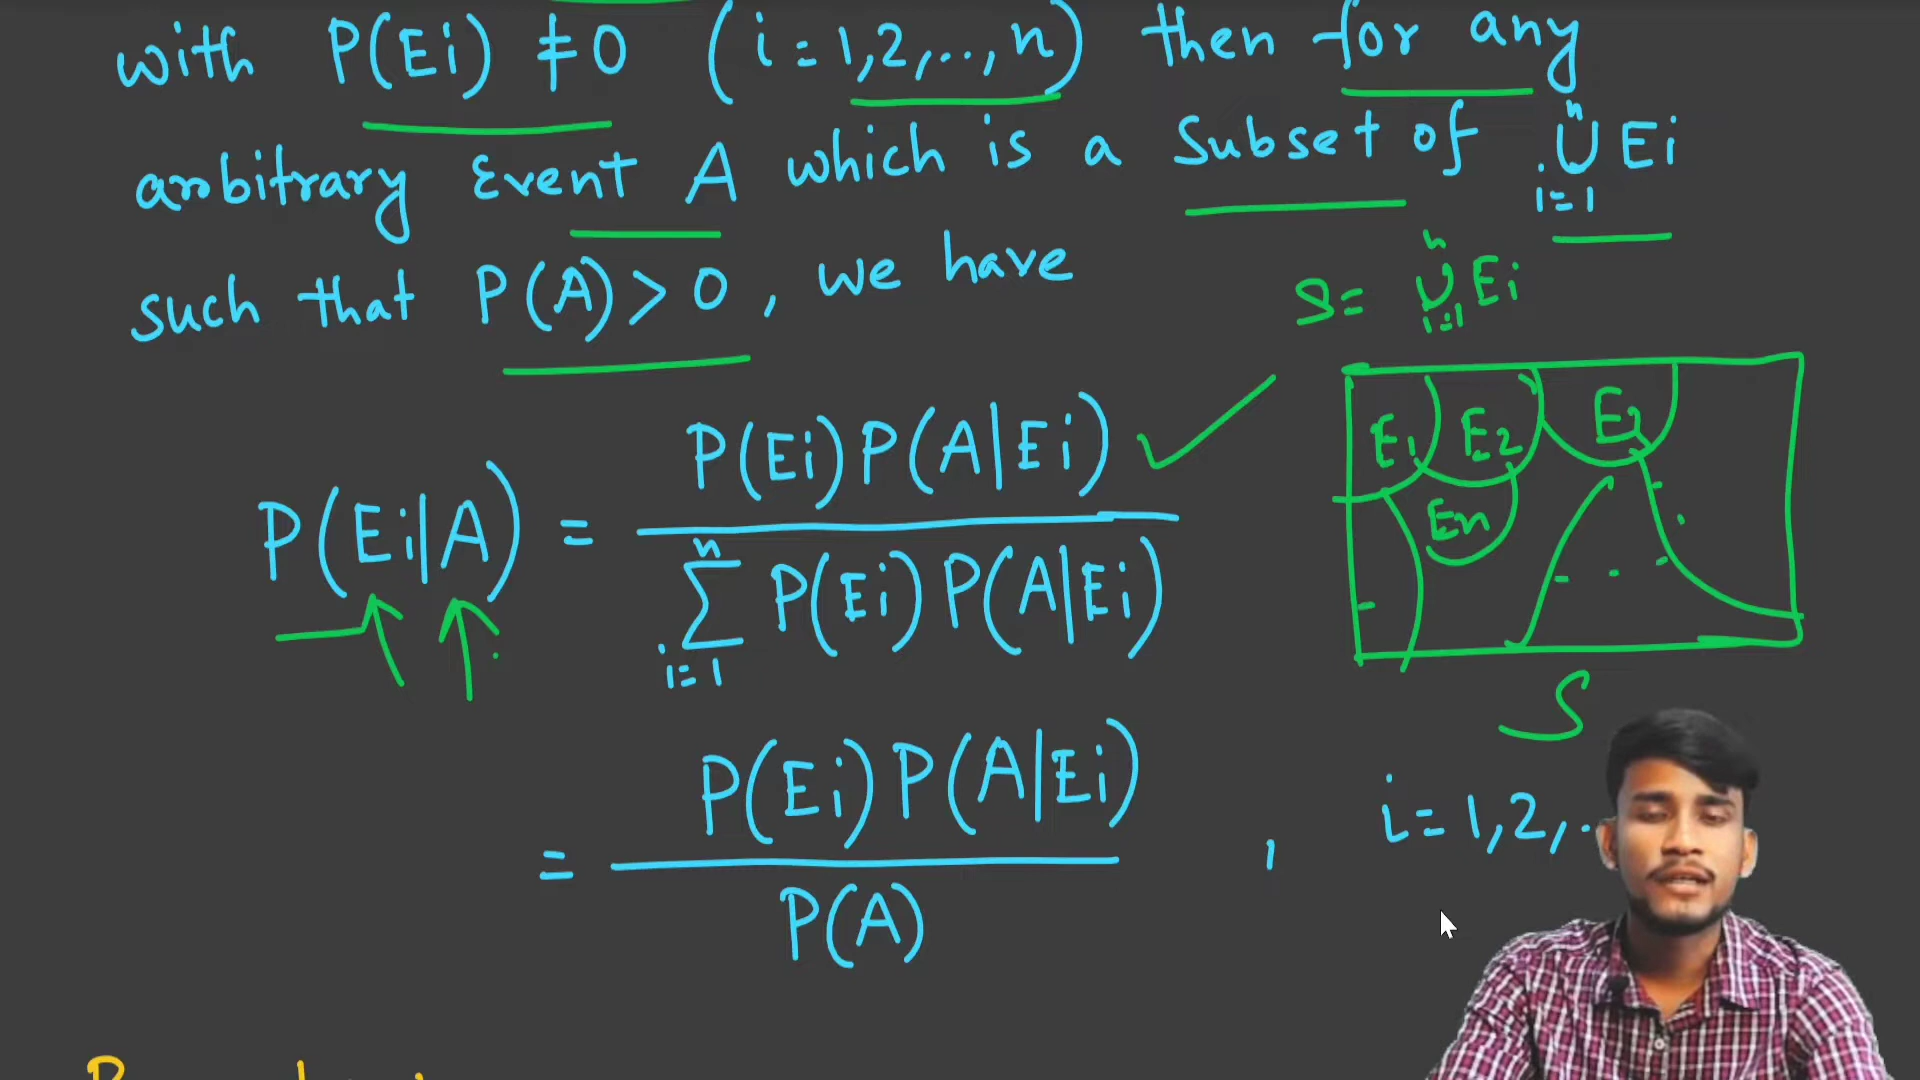 with P(Ei) ≠ 0 (i = 1,2,..,n) then for any
arbitrary Event A which is a subset of n ∪ i=1 Ei
such that P(A) > 0, we have
S = n ∪ i=1 Ei
P(Ei|A) = P(Ei) P(A|Ei) ✓
n Σ i=1 P(Ei) P(A|Ei)
E1 E2 E3
En
S
= P(Ei) P(A|Ei) , i = 1,2,.
P(A)